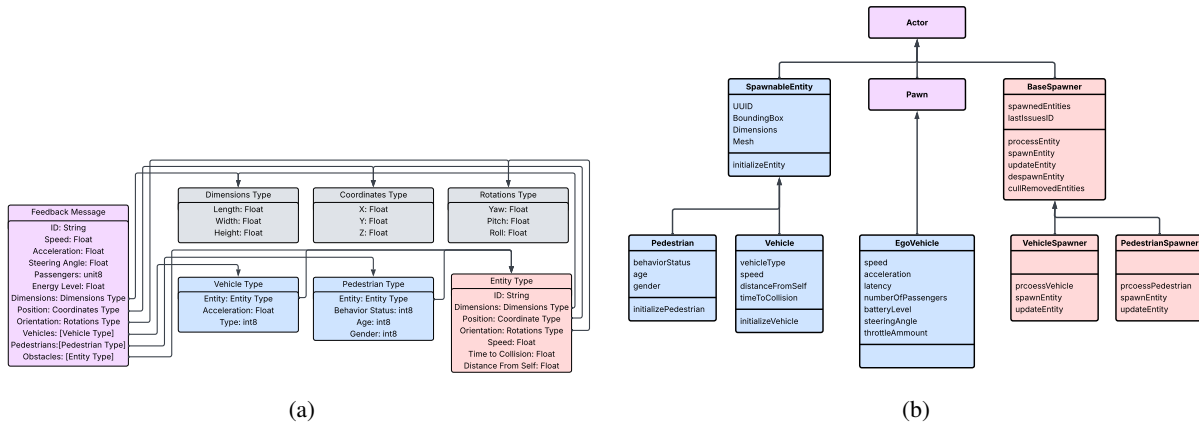 Dimensions Type
Length: Float
Width: Float
Height: Float
Coordinates Type
X: Float
Y: Float
Z: Float
Rotations Type
Yaw: Float
Pitch: Float
Roll: Float
Feedback Message
ID: String
Speed: Float
Acceleration: Float
Steering Angle: Float
Passengers: unit8
Energy Level: Float
Dimensions: Dimensions Type
Position: Coordinates Type
Orientation: Rotations Type
Vehicles: [Vehicle Type]
Pedestrians:[Pedestrian Type]
Obstacles: [Entity Type]
Vehicle Type
Entity: Entity Type
Acceleration: Float
Type: int8
Pedestrian Type
Entity: Entity Type
Behavior Status: int8
Age: int8
Gender: int8
Entity Type
ID: String
Dimensions: Dimensions Type
Position: Coordinate Type
Orientation: Rotations Type
Speed: Float
Time to Collision: Float
Distance From Self: Float
(a)
Actor
SpawnableEntity
UUID
BoundingBox
Dimensions
Mesh
initializeEntity
Pawn
BaseSpawner
spawnedEntities
lastIssuesID
processEntity
spawnEntity
updateEntity
despawnEntity
cullRemovedEntities
Pedestrian
behaviorStatus
age
gender
initializePedestrian
Vehicle
vehicleType
speed
distanceFromSelf
timeToCollision
initializeVehicle
EgoVehicle
speed
acceleration
latency
numberOfPassengers
batteryLevel
steeringAngle
throttleAmmount
VehicleSpawner
prcoessVehicle
spawnEntity
updateEntity
PedestrianSpawner
prcoessPedestrian
spawnEntity
updateEntity
(b)